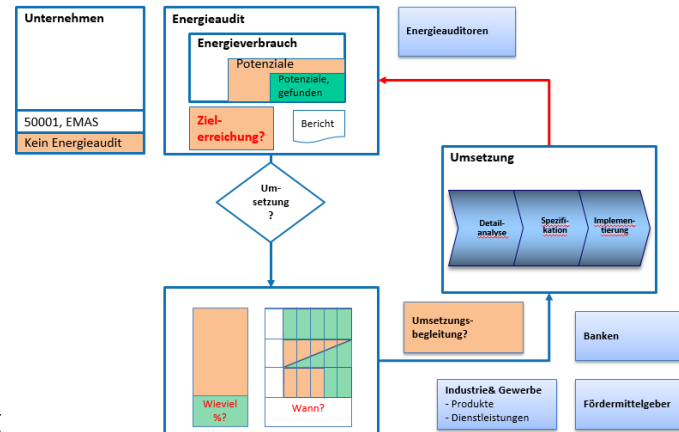 Unternehmen
50001, EMAS
Kein Energieaudit
Energieaudit
Energieverbrauch
Potenziale
Potenziale,
gefunden
Ziel-
erreichung?
Bericht
Energieauditoren
Um-
setzung
?
Umsetzung
Detail-
analyse
Spezifi-
kation
Implemen-
tierung
Wieviel
%?
Wann?
Umsetzungs-
begleitung?
Industrie& Gewerbe
- Produkte
- Dienstleistungen
Banken
Fördermittelgeber